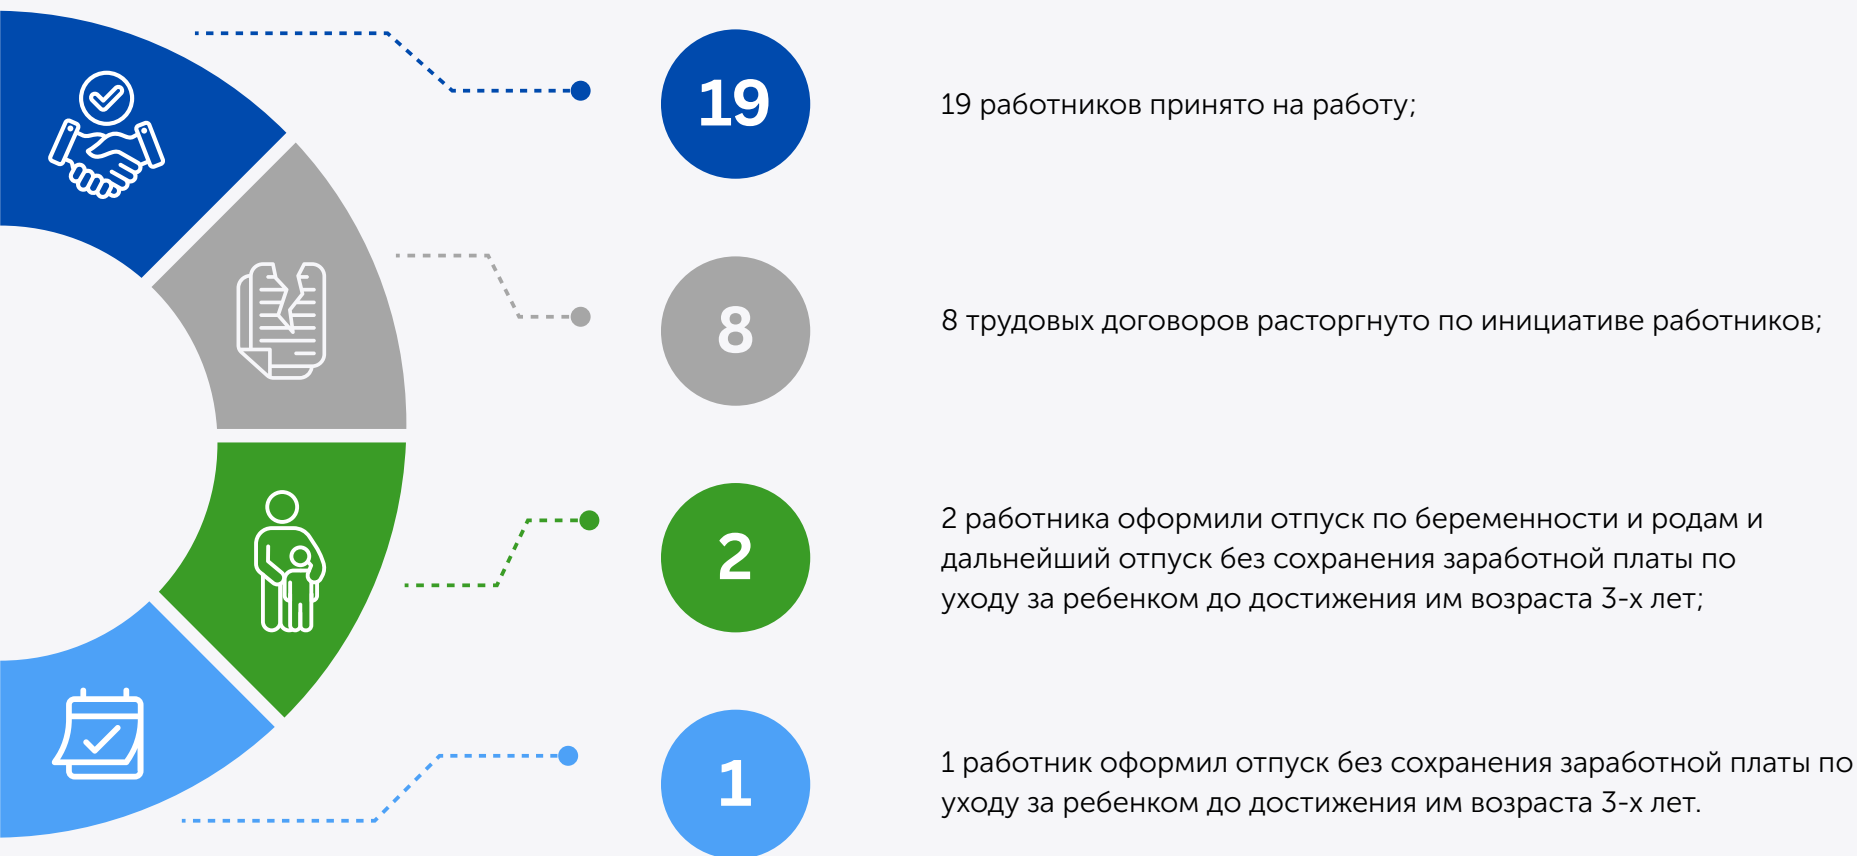 19
19 работников принято на работу;
8
8 трудовых договоров расторгнуто по инициативе работников;
2
2 работника оформили отпуск по беременности и родам и
дальнейший отпуск без сохранения заработной платы по
уходу за ребенком до достижения им возраста 3-х лет;
1
1 работник оформил отпуск без сохранения заработной платы по
уходу за ребенком до достижения им возраста 3-х лет.